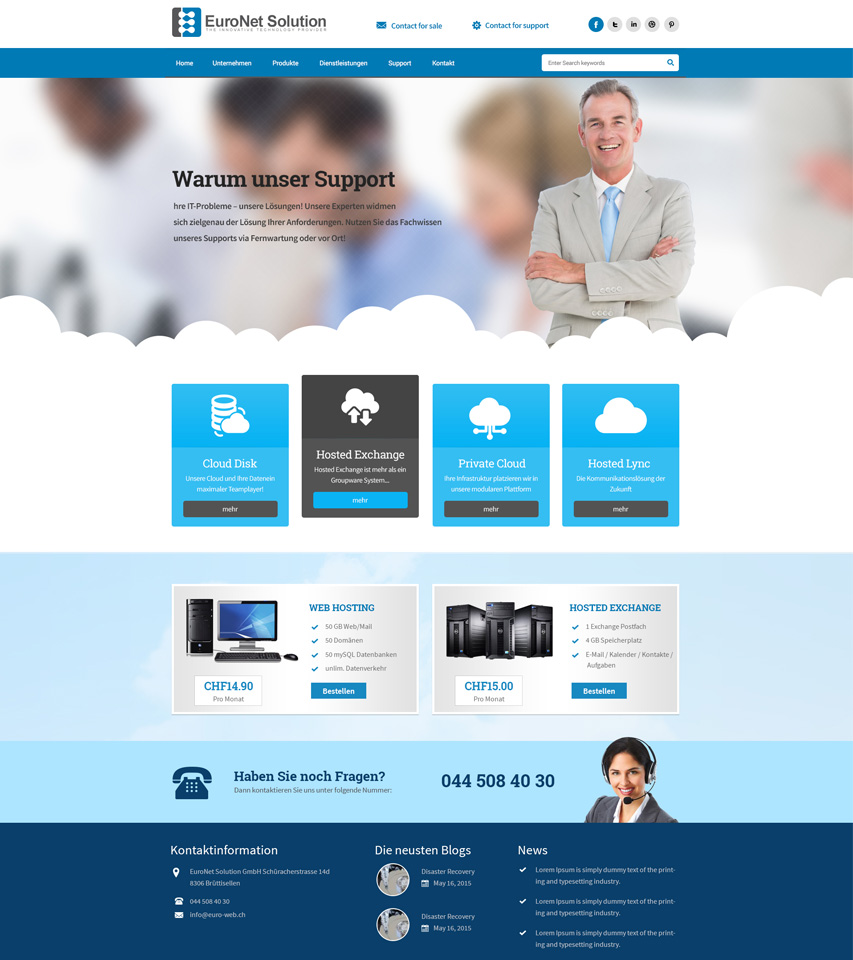 EuroNet Solution
THE INNOVATIVE TECHNOLOGY PROVIDER
Contact for sale
Contact for support
Home
Unternehmen
Produkte
Dienstleistungen
Support
Kontakt
Enter Search keywords
Warum unser Support
hre IT-Probleme – unsere Lösungen! Unsere Experten widmen
sich zielgenau der Lösung Ihrer Anforderungen. Nutzen Sie das Fachwissen
unseres Supports via Fernwartung oder vor Ort!
Cloud Disk
Unsere Cloud und Ihre Datenein
maximaler Teamplayer!
mehr
Hosted Exchange
Hosted Exchange ist mehr als ein
Groupware System...
mehr
Private Cloud
Ihre Infrastruktur platzieren wir in
unsere modularen Plattform
mehr
Hosted Lync
Die Kommunikationslösung der
Zukunft
mehr
WEB HOSTING
50 GB Web/Mail
50 Domänen
50 mySQL Datenbanken
unlim. Datenverkehr
CHF14.90
Pro Monat
Bestellen
HOSTED EXCHANGE
1 Exchange Postfach
4 GB Speicherplatz
E-Mail / Kalender / Kontakte /
Aufgaben
CHF15.00
Pro Monat
Bestellen
Haben Sie noch Fragen?
Dann kontaktieren Sie uns unter folgende Nummer:
044 508 40 30
Kontaktinformation
EuroNet Solution GmbH Schüracherstrasse 14d
8306 Brüttisellen
044 508 40 30
info@euro-web.ch
Die neusten Blogs
Disaster Recovery
May 16, 2015
Disaster Recovery
May 16, 2015
News
Lorem Ipsum is simply dummy text of the print-
ing and typesetting industry.
Lorem Ipsum is simply dummy text of the print-
ing and typesetting industry.
Lorem Ipsum is simply dummy text of the print-
ing and typesetting industry.